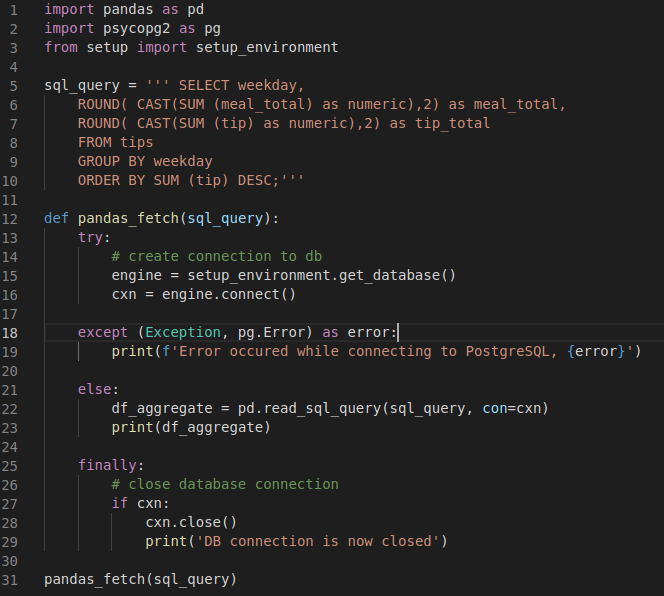 1 import pandas as pd
2 import psycopg2 as pg
3 from setup import setup_environment
4
5 sql_query = ''' SELECT weekday,
6     ROUND( CAST(SUM (meal_total) as numeric),2) as meal_total,
7     ROUND( CAST(SUM (tip) as numeric),2) as tip_total
8     FROM tips
9     GROUP BY weekday
10     ORDER BY SUM (tip) DESC;'''
11
12 def pandas_fetch(sql_query):
13     try:
14         # create connection to db
15         engine = setup_environment.get_database()
16         cxn = engine.connect()
17
18     except (Exception, pg.Error) as error:
19         print(f'Error occured while connecting to PostgreSQL, {error}')
20
21     else:
22         df_aggregate = pd.read_sql_query(sql_query, con=cxn)
23         print(df_aggregate)
24
25     finally:
26         # close database connection
27         if cxn:
28             cxn.close()
29             print('DB connection is now closed')
30
31 pandas_fetch(sql_query)